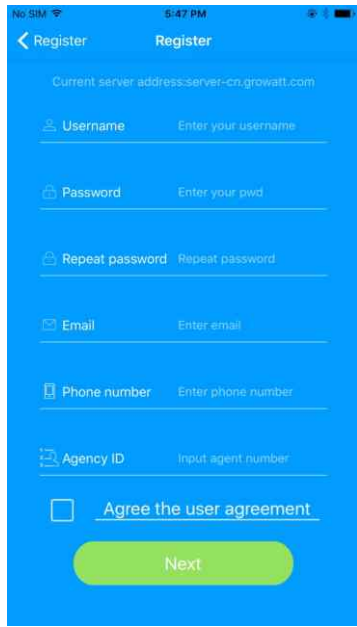 No SIM 5:47 PM
Register Register
Current server address:server-cn.growatt.com
Username Enter your username
Password Enter your pwd
Repeat password Repeat password
Email Enter email
Phone number Enter phone number
Agency ID Input agent number
Agree the user agreement
Next